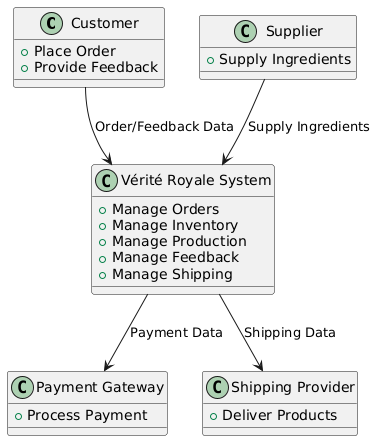 C Customer
Place Order
Provide Feedback
C Supplier
Supply Ingredients
Order/Feedback Data
Supply Ingredients
C Vérité Royale System
Manage Orders
Manage Inventory
Manage Production
Manage Feedback
Manage Shipping
Payment Data
Shipping Data
C Payment Gateway
Process Payment
C Shipping Provider
Deliver Products